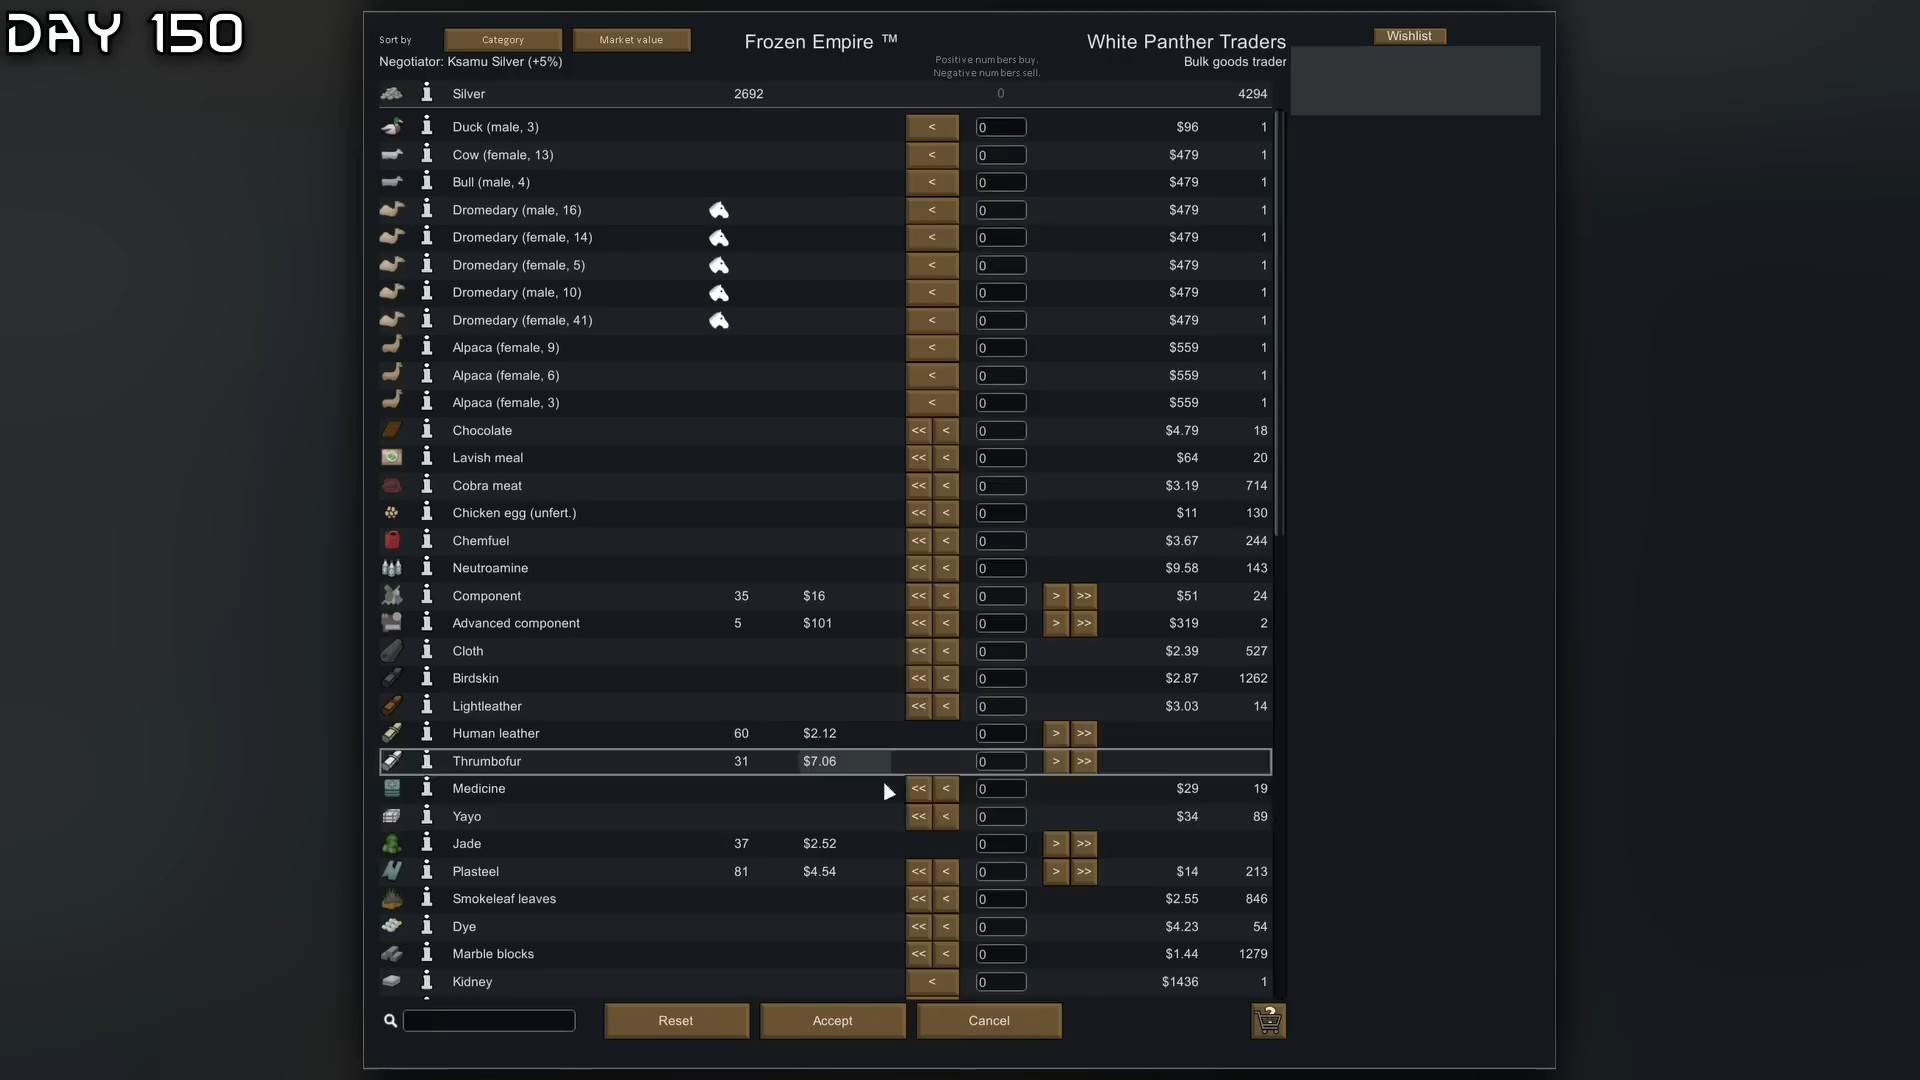 DAY 150
Sort by Category Market value Frozen Empire ™ White Panther Traders Wishlist
Negotiator: Ksamu Silver (+5%) Positive numbers buy. Bulk goods trader
Negative numbers sell.
Silver 2692 0 4294
Duck (male, 3) < 0 $96 1
Cow (female, 13) < 0 $479 1
Bull (male, 4) < 0 $479 1
Dromedary (male, 16) < 0 $479 1
Dromedary (female, 14) < 0 $479 1
Dromedary (female, 5) < 0 $479 1
Dromedary (male, 10) < 0 $479 1
Dromedary (female, 41) < 0 $479 1
Alpaca (female, 9) < 0 $559 1
Alpaca (female, 6) < 0 $559 1
Alpaca (female, 3) < 0 $559 1
Chocolate << < 0 $4.79 18
Lavish meal << < 0 $64 20
Cobra meat << < 0 $3.19 714
Chicken egg (unfert.) << < 0 $11 130
Chemfuel << < 0 $3.67 244
Neutroamine << < 0 $9.58 143
Component 35 $16 << < 0 > >> $51 24
Advanced component 5 $101 << < 0 > >> $319 2
Cloth << < 0 $2.39 527
Birdskin << < 0 $2.87 1262
Lightleather << < 0 $3.03 14
Human leather 60 $2.12 0 > >>
Thrumbofur 31 $7.06 0 > >>
Medicine << < 0 $29 19
Yayo << < 0 $34 89
Jade 37 $2.52 0 > >>
Plasteel 81 $4.54 << < 0 > >> $14 213
Smokeleaf leaves << < 0 $2.55 846
Dye << < 0 $4.23 54
Marble blocks << < 0 $1.44 1279
Kidney < 0 $1436 1
Reset Accept Cancel ?